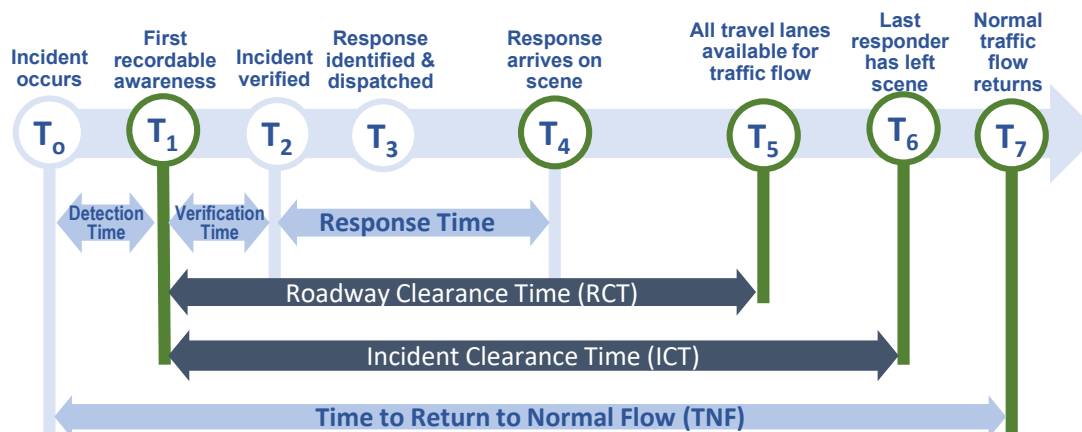 Incident
occurs
First
recordable
awareness
Incident
verified
Response
identified &
dispatched
Response
arrives on
scene
All travel lanes
available for
traffic flow
Last
responder
has left
scene
Normal
traffic
flow
returns
To
T1
T2
T3
T4
T5
T6
T7
Detection
Time
Verification
Time
Response Time
Roadway Clearance Time (RCT)
Incident Clearance Time (ICT)
Time to Return to Normal Flow (TNF)